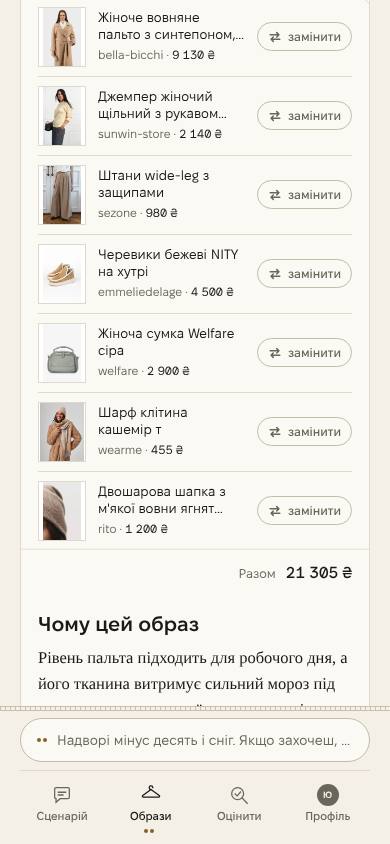 Жіноче вовняне
пальто з синтепоном,...
bella-bicchi · 9 130 ₴
замінити
Джемпер жіночий
щільний з рукавом...
sunwin-store · 2 140 ₴
замінити
Штани wide-leg з
защипами
sezone · 980 ₴
замінити
Черевики бежеві NITY
на хутрі
emmeliedelage · 4 500 ₴
замінити
Жіноча сумка Welfare
сіра
welfare · 2 900 ₴
замінити
Шарф клітина
кашемір т
wearme · 455 ₴
замінити
Двошарова шапка з
м'якої вовни ягнят...
rito · 1 200 ₴
замінити
Разом 21 305 ₴
Чому цей образ
Рівень пальта підходить для робочого дня, а
його тканина витримує сильний мороз під
Надворі мінус десять і сніг. Якщо захочеш, ...
Сценарій
Образи
Оцінити
Ю
Профіль